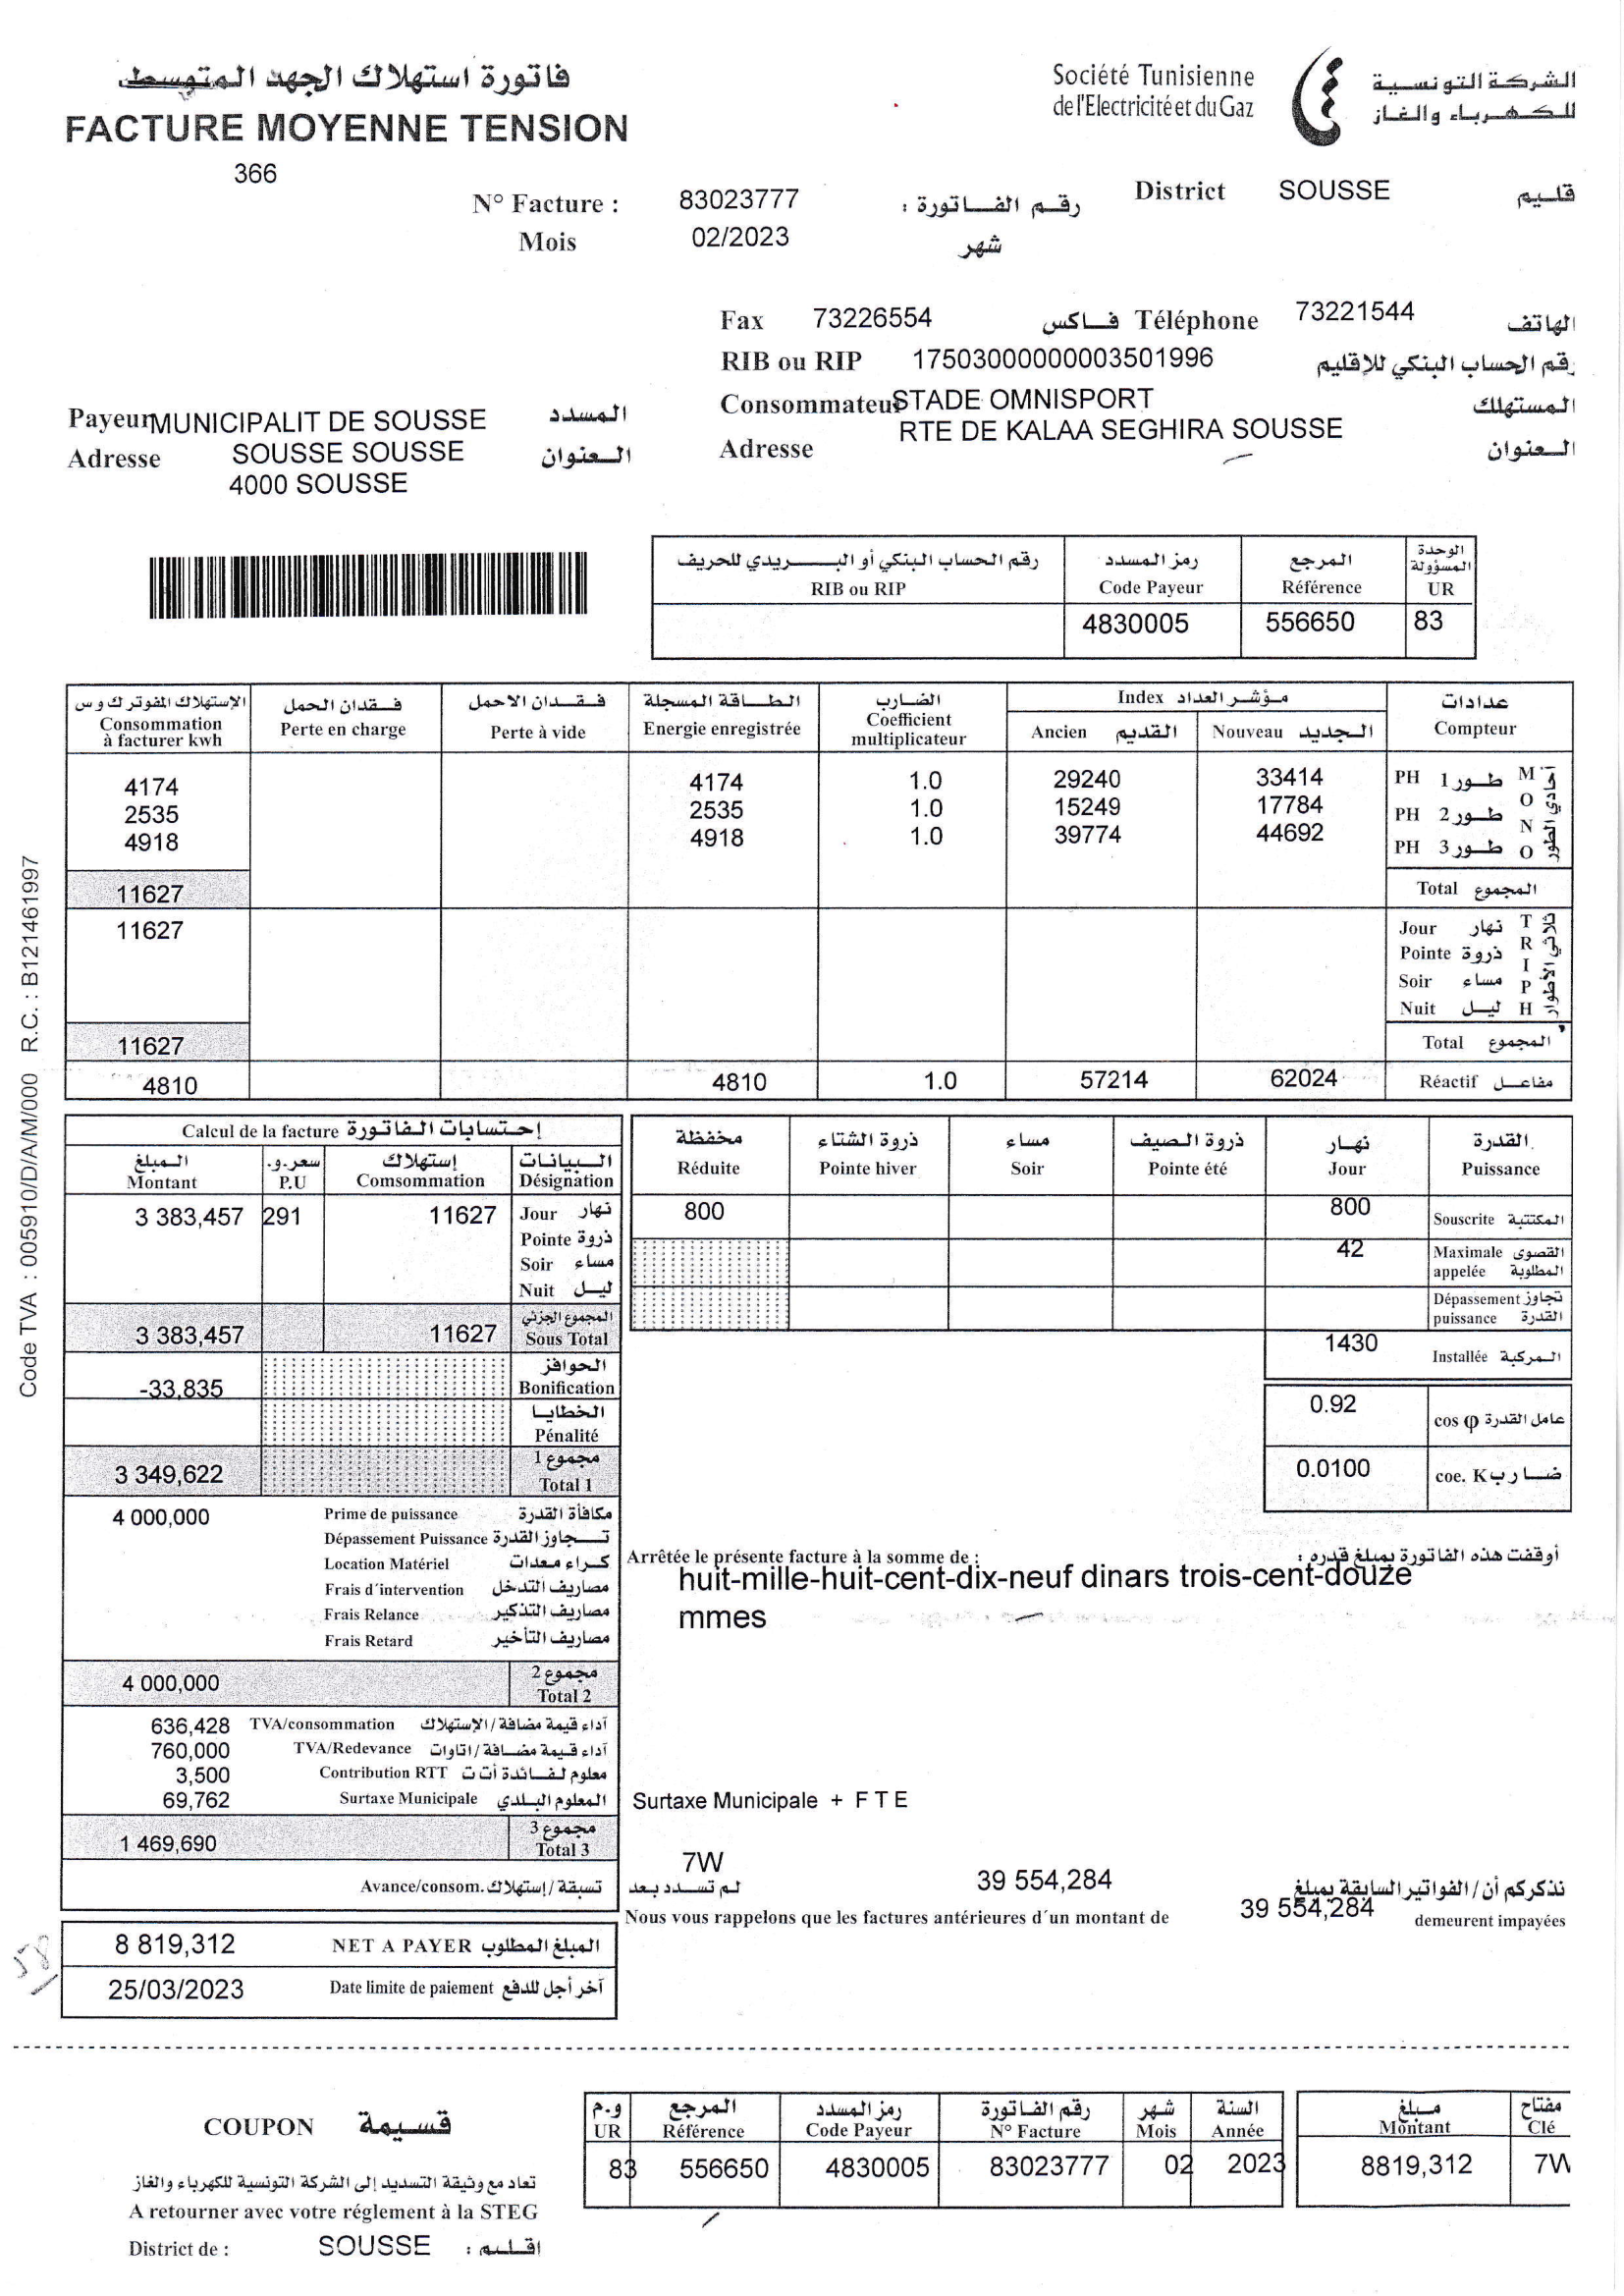 فاتورة استهلاك الجهد المتوسط
FACTURE MOYENNE TENSION
366
Société Tunisienne
de l'Electricité et du Gaz
الشركة التونسية
للكهرباء والغاز
N° Facture : 83023777 رقم الفاتورة :
Mois 02/2023 شهر
District SOUSSE قليم
Fax 73226554 فاكس Téléphone 73221544 الهاتف
RIB ou RIP 17503000000003501996 رقم الحساب البنكي للإقليم
Payeur MUNICIPALIT DE SOUSSE المسدد
Adresse SOUSSE SOUSSE العنوان
4000 SOUSSE
Consommateur STADE OMNISPORT المستهلك
Adresse RTE DE KALAA SEGHIRA SOUSSE العنوان
رقم الحساب البنكي أو البريدي للحريف رمز المسدد المرجع الوحدة المسؤولة
RIB ou RIP Code Payeur Référence UR
4830005 556650 83
الإستهلاك المفوتر ك و س فقدان الحمل فقدان الاحمل الطاقة المسجلة الضارب Index مؤشر العداد عدادات
Consommation à facturer kwh Perte en charge Perte à vide Energie enregistrée Coefficient multiplicateur Ancien القديم Nouveau الجديد Compteur
4174 4174 1.0 29240 33414 PH 1 طور
2535 2535 1.0 15249 17784 PH 2 طور
4918 4918 1.0 39774 44692 PH 3 طور
MONO أحادي الطور
11627 Total المجموع
11627 Jour نهار
Pointe ذروة
Soir مساء
Nuit ليل
TRIPH ثلاثي الأطوار
11627 Total المجموع
4810 4810 1.0 57214 62024 Réactif مفاعل
Code TVA : 005910/D/A/M/000 R.C. : B121461997
Calcul de la facture إحتسابات الفاتورة
المبلغ سعر.و. إستهلاك البيانات
Montant P.U Comsommation Désignation
3 383,457 291 11627 Jour نهار
Pointe ذروة
Soir مساء
Nuit ليل
المجموع الجزئي
3 383,457 11627 Sous Total
الحوافز
-33,835 Bonification
الخطايا
Pénalité
مجموع 1
3 349,622 Total 1
4 000,000 Prime de puissance مكافأة القدرة
Dépassement Puissance تجاوز القدرة
Location Matériel كراء معدات
Frais d'intervention مصاريف التدخل
Frais Relance مصاريف التذكير
Frais Retard مصاريف التأخير
مجموع 2
4 000,000 Total 2
636,428 TVA/consommation آداء قيمة مضافة/الإستهلاك
760,000 TVA/Redevance آداء قيمة مضافة/اتاوات
3,500 Contribution RTT معلوم لفائدة أ ت ت
69,762 Surtaxe Municipale المعلوم البلدي
مجموع 3
1 469,690 Total 3
Avance/consom. تسبقة/إستهلاك
8 819,312 NET A PAYER المبلغ المطلوب
25/03/2023 Date limite de paiement آخر أجل للدفع
مخفظة ذروة الشتاء مساء ذروة الصيف نهار القدرة
Réduite Pointe hiver Soir Pointe été Jour Puissance
800 800 Souscrite المكتتبة
42 Maximale appelée القصوى المطلوبة
Dépassement puissance تجاوز القدرة
1430 Installée المركبة
0.92 cos φ عامل القدرة
0.0100 coe. K ضارب
Arrêtée le présente facture à la somme de : أوقفت هذه الفاتورة بمبلغ قدره :
huit-mille-huit-cent-dix-neuf dinars trois-cent-douze
mmes
Surtaxe Municipale + F T E
7W
لم تسدد بعد 39 554,284 نذكركم أن/الفواتير السابقة بمبلغ
Nous vous rappelons que les factures antérieures d'un montant de 39 554,284 demeurent impayées
58
COUPON قسيمة
تعاد مع وثيقة التسديد إلى الشركة التونسية للكهرباء والغاز
A retourner avec votre réglement à la STEG
District de : SOUSSE اقليم :
و.م المرجع رمز المسدد رقم الفاتورة شهر السنة مبلغ مفتاح
UR Référence Code Payeur N° Facture Mois Année Montant Clé
83 556650 4830005 83023777 02 2023 8819,312 7W